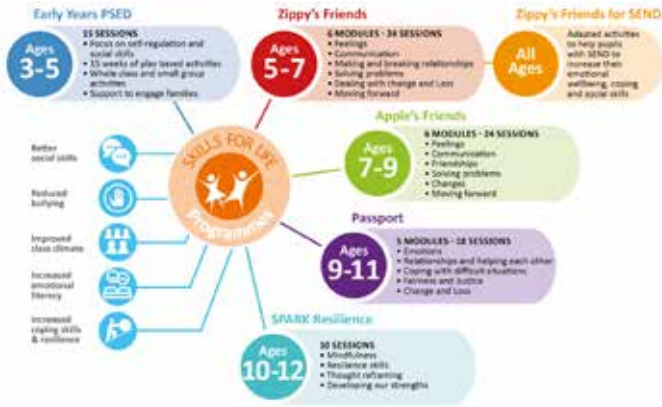 Early Years PSED
Ages
3-5
15 SESSIONS
• Focus on self-regulation and
social skills
• 15 weeks of play based activities
• Whole class and small group
activities
• Support to engage families
Zippy's Friends
Ages
5-7
6 MODULES - 24 SESSIONS
• Feelings
• Communication
• Making and breaking relationships
• Solving problems
• Dealing with change and Loss
• Moving forward
Zippy's Friends for SEND
All
Ages
Adapted activities
to help pupils
with SEND to
increase their
emotional
wellbeing, coping
and social skills
Apple's Friends
Ages
7-9
6 MODULES - 24 SESSIONS
• Feelings
• Communication
• Friendships
• Solving problems
• Changes
• Moving forward
Passport
Ages
9-11
5 MODULES - 18 SESSIONS
• Emotions
• Relationships and helping each other
• Coping with difficult situations
• Fairness and Justice
• Change and Loss
SPARK Resilience
Ages
10-12
10 SESSIONS
• Mindfulness
• Resilience skills
• Thought reframing
• Developing our strengths
SKILLS FOR LIFE
Programmes
Better
social skills
Reduced
bullying
Improved
class climate
Increased
emotional
literacy
Increased
coping skills
& resilience